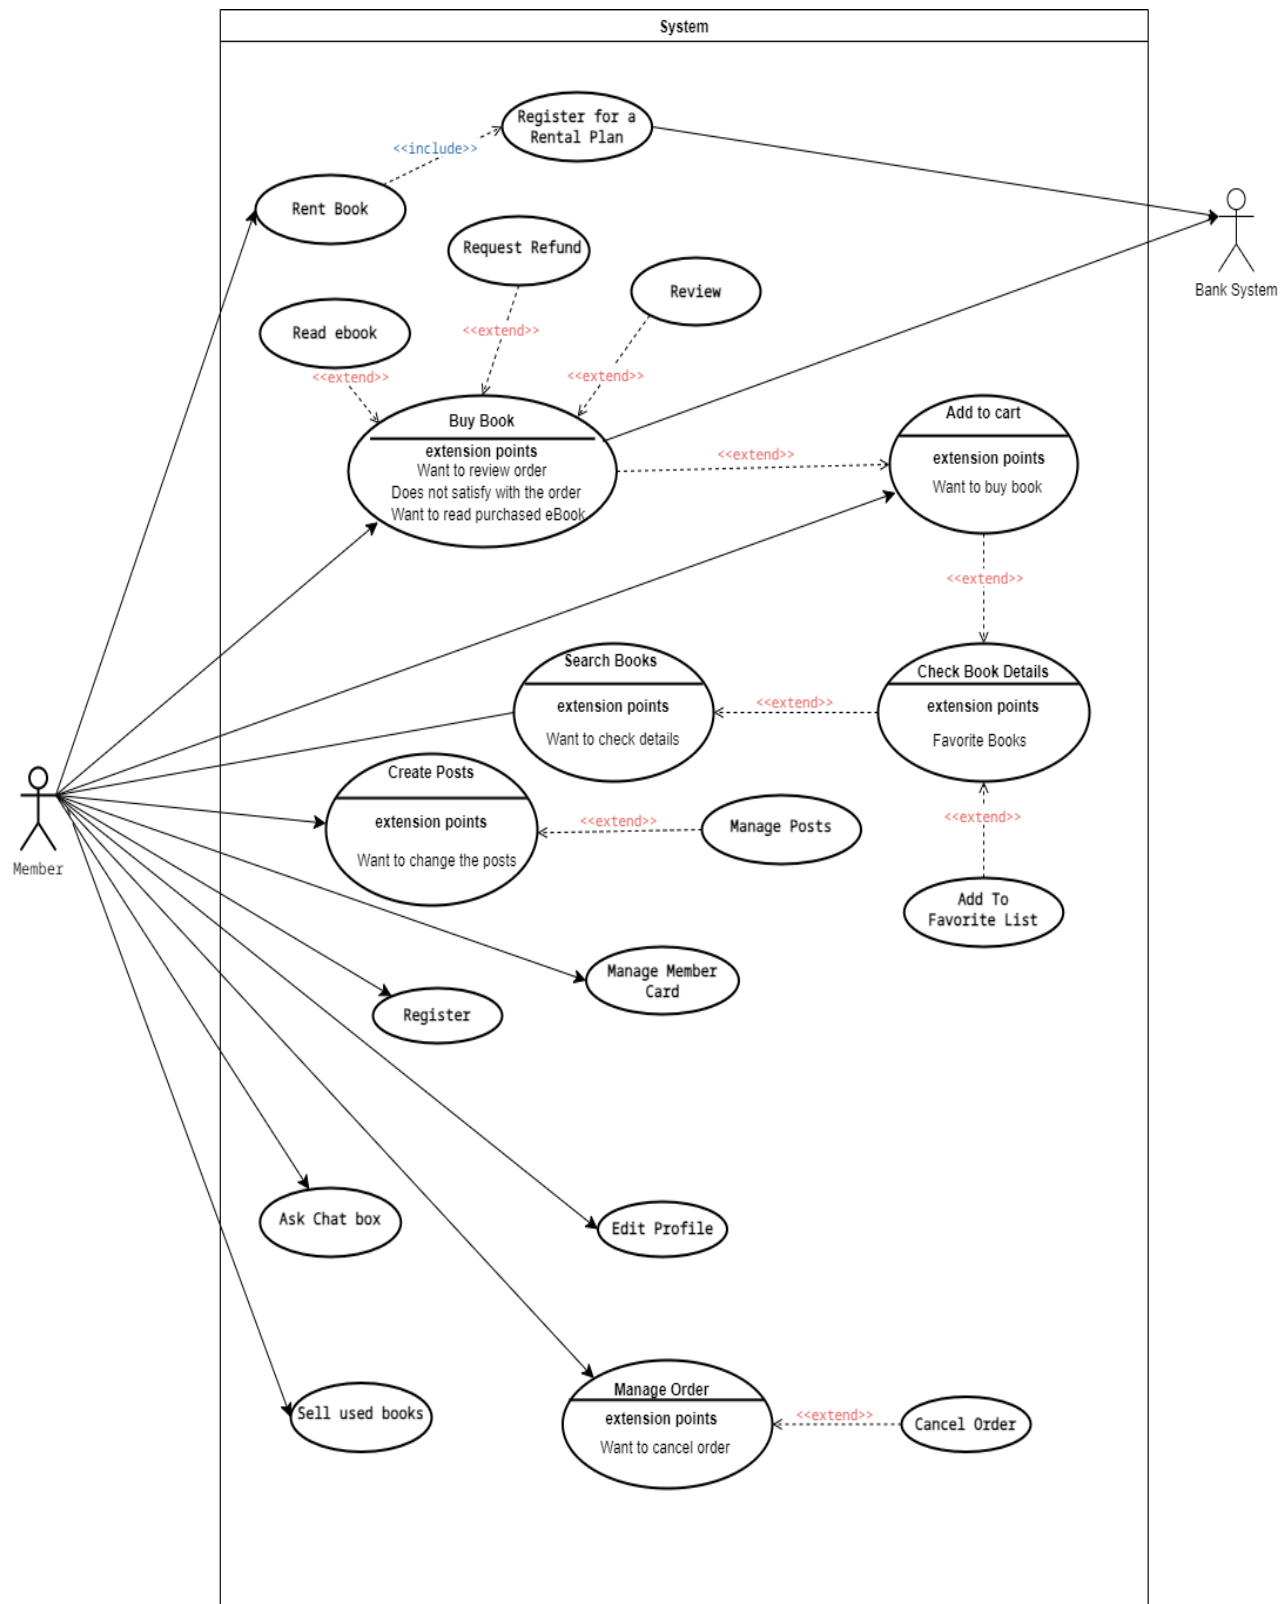 System
Register for a
Rental Plan
<<include>>
Rent Book
Request Refund
Review
Bank System
Read ebook
<<extend>>
<<extend>>
<<extend>>
Buy Book
extension points
Want to review order
Does not satisfy with the order
Want to read purchased eBook
<<extend>>
Add to cart
extension points
Want to buy book
<<extend>>
Search Books
extension points
Want to check details
<<extend>>
Check Book Details
extension points
Favorite Books
Create Posts
extension points
Want to change the posts
<<extend>>
Manage Posts
<<extend>>
Member
Add To
Favorite List
Manage Member
Card
Register
Ask Chat box
Edit Profile
Sell used books
Manage Order
extension points
Want to cancel order
<<extend>>
Cancel Order